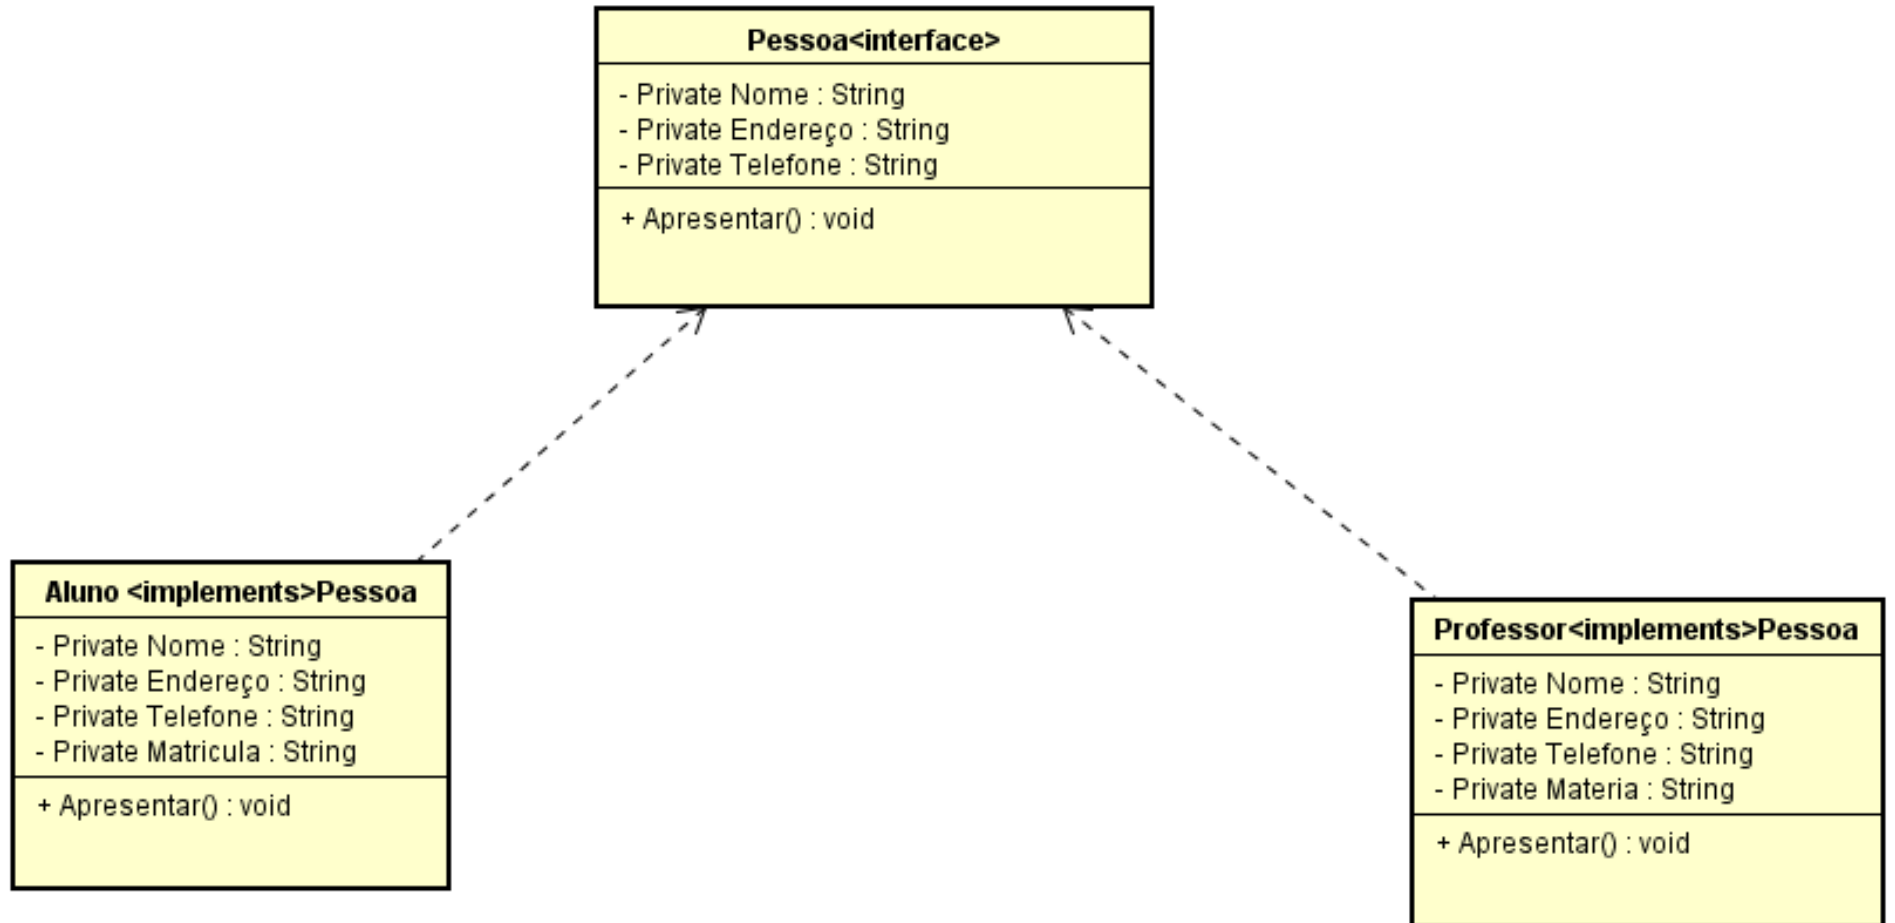 Pessoa<interface>
- Private Nome : String
- Private Endereço : String
- Private Telefone : String
+ Apresentar() : void
Aluno <implements>Pessoa
- Private Nome : String
- Private Endereço : String
- Private Telefone : String
- Private Matricula : String
+ Apresentar() : void
Professor<implements>Pessoa
- Private Nome : String
- Private Endereço : String
- Private Telefone : String
- Private Materia : String
+ Apresentar() : void